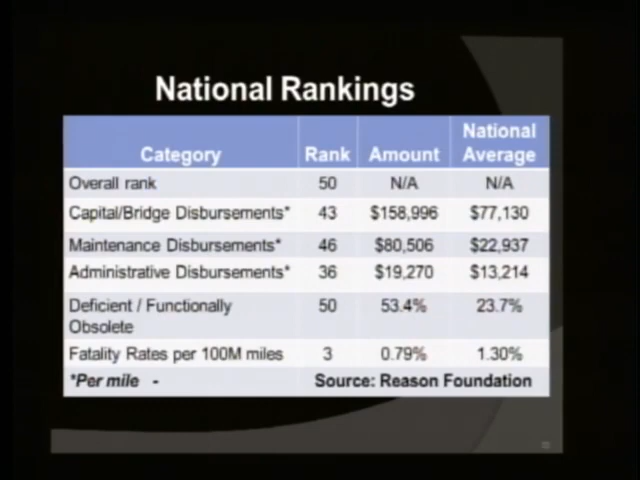 National Rankings
Category Rank Amount National Average
Overall rank 50 N/A N/A
Capital/Bridge Disbursements* 43 $158,996 $77,130
Maintenance Disbursements* 46 $80,506 $22,937
Administrative Disbursements* 36 $19,270 $13,214
Deficient / Functionally Obsolete 50 53.4% 23.7%
Fatality Rates per 100M miles 3 0.79% 1.30%
*Per mile - Source: Reason Foundation